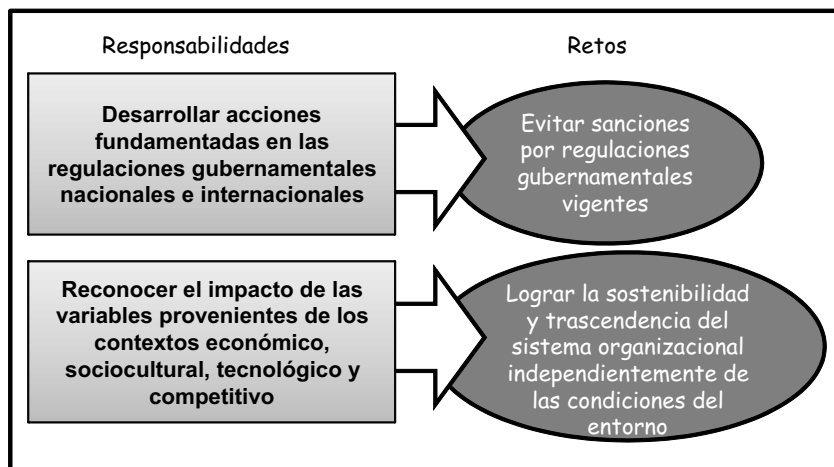 Responsabilidades
Retos
Desarrollar acciones
fundamentadas en las
regulaciones gubernamentales
nacionales e internacionales
Evitar sanciones
por regulaciones
gubernamentales
vigentes
Reconocer el impacto de las
variables provenientes de los
contextos económico,
sociocultural, tecnológico y
competitivo
Lograr la sostenibilidad
y trascendencia del
sistema organizacional
independientemente de
las condiciones del
entorno